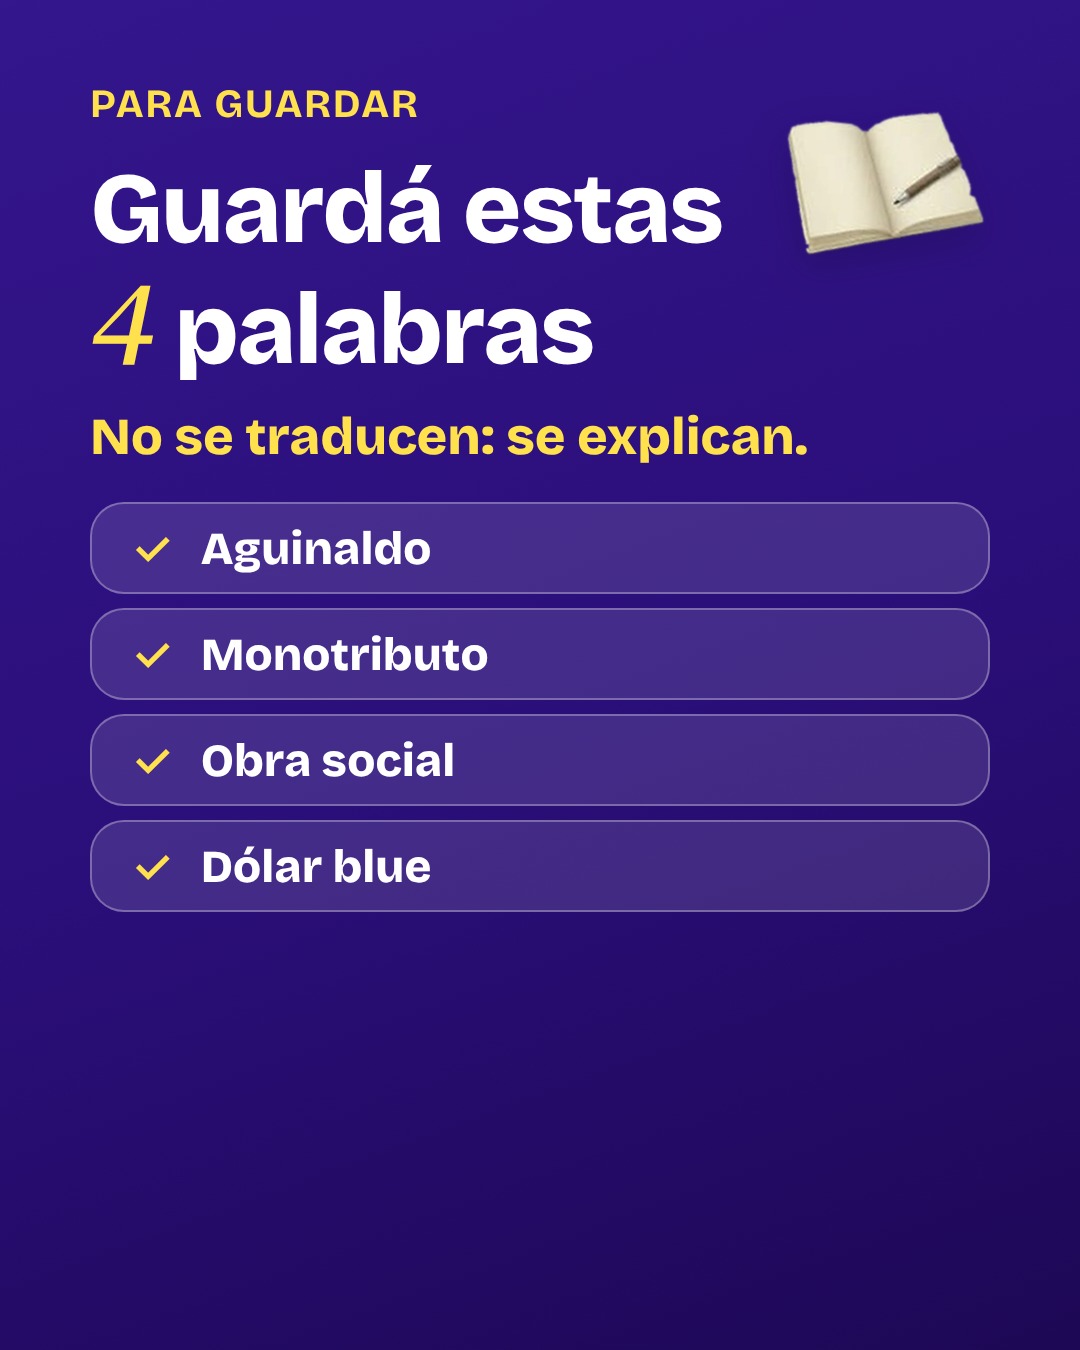 PARA GUARDAR
Guardá estas
4 palabras
No se traducen: se explican.
Aguinaldo
Monotributo
Obra social
Dólar blue